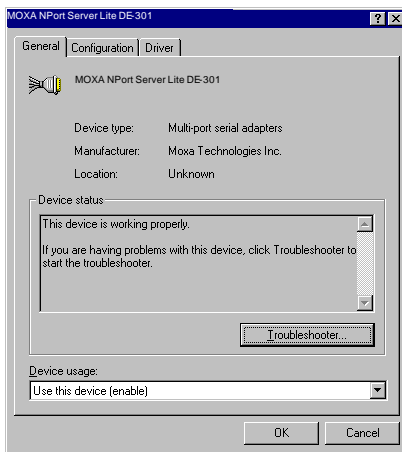 MOXA NPort Server Lite DE-301
? X
General Configuration Driver
MOXA NPort Server Lite DE-301
Device type: Multi-port serial adapters
Manufacturer: Moxa Technologies Inc.
Location: Unknown
Device status
This device is working properly.
If you are having problems with this device, click Troubleshooter to
start the troubleshooter.
Troubleshooter...
Device usage:
Use this device (enable)
OK Cancel